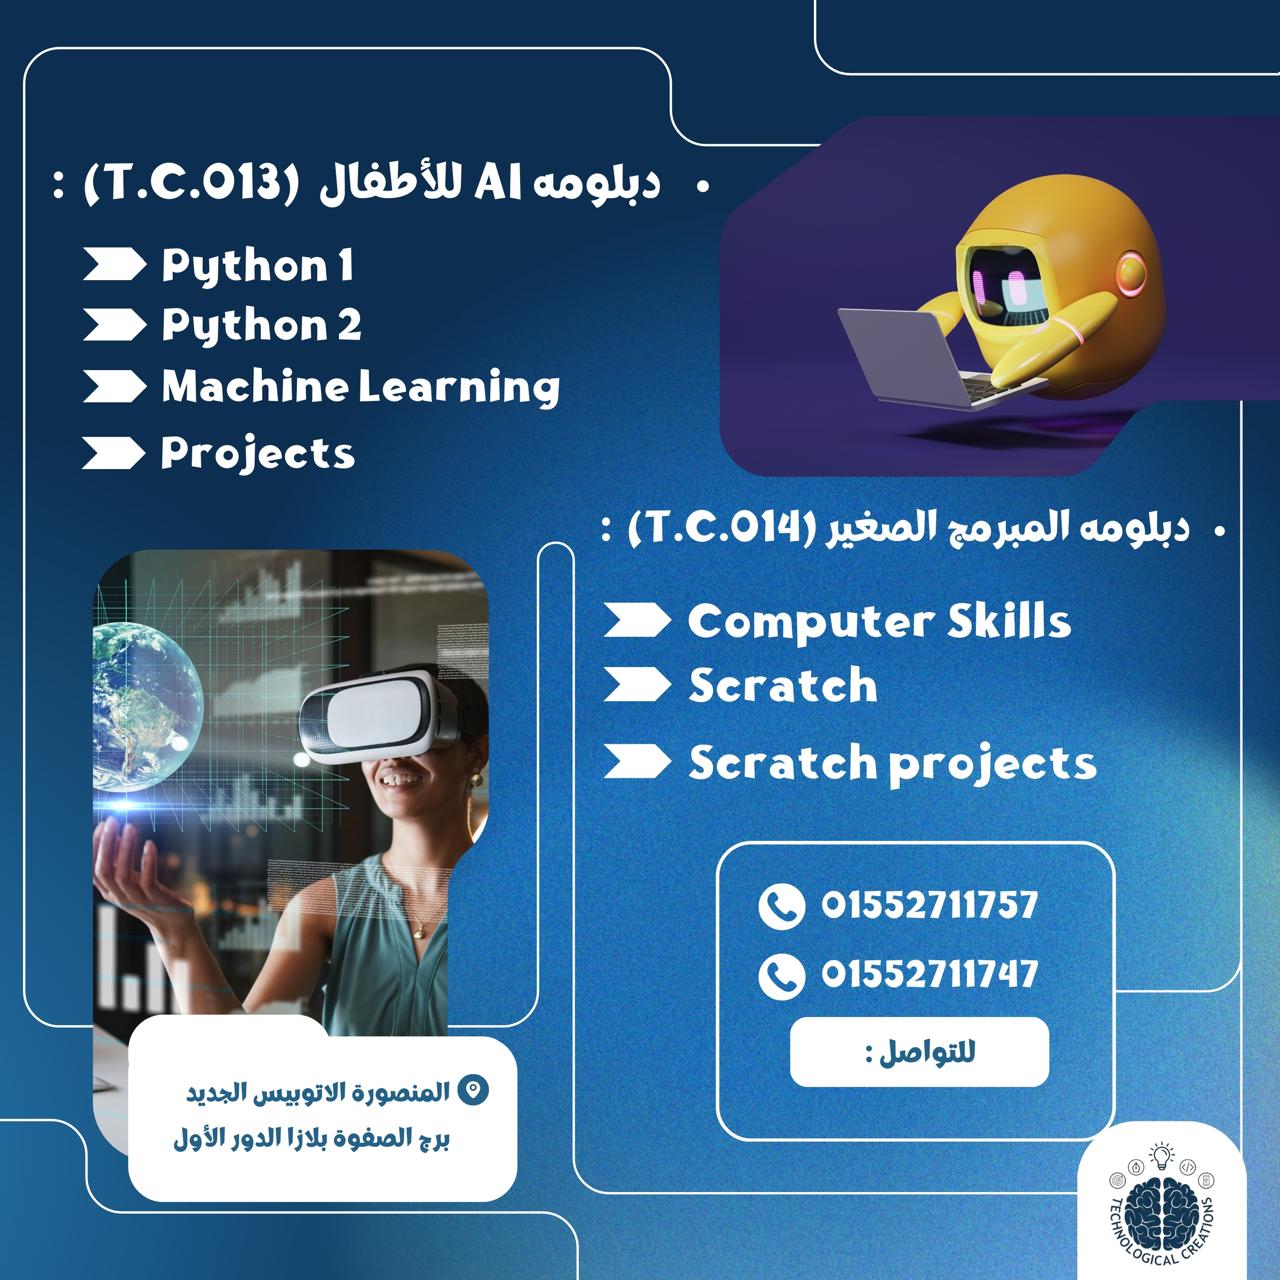 • دبلومه AI للأطفال (T.C.013) :
Python 1
Python 2
Machine Learning
Projects
• دبلومه المبرمج الصغير (T.C.014) :
Computer Skills
Scratch
Scratch projects
01552711757
01552711747
للتواصل :
المنصورة الاتوبيس الجديد
برج الصفوة بلازا الدور الأول
TECHNOLOGICAL CREATIONS